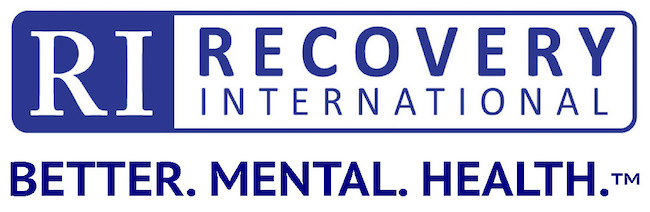 RI RECOVERY
INTERNATIONAL
BETTER. MENTAL. HEALTH.™